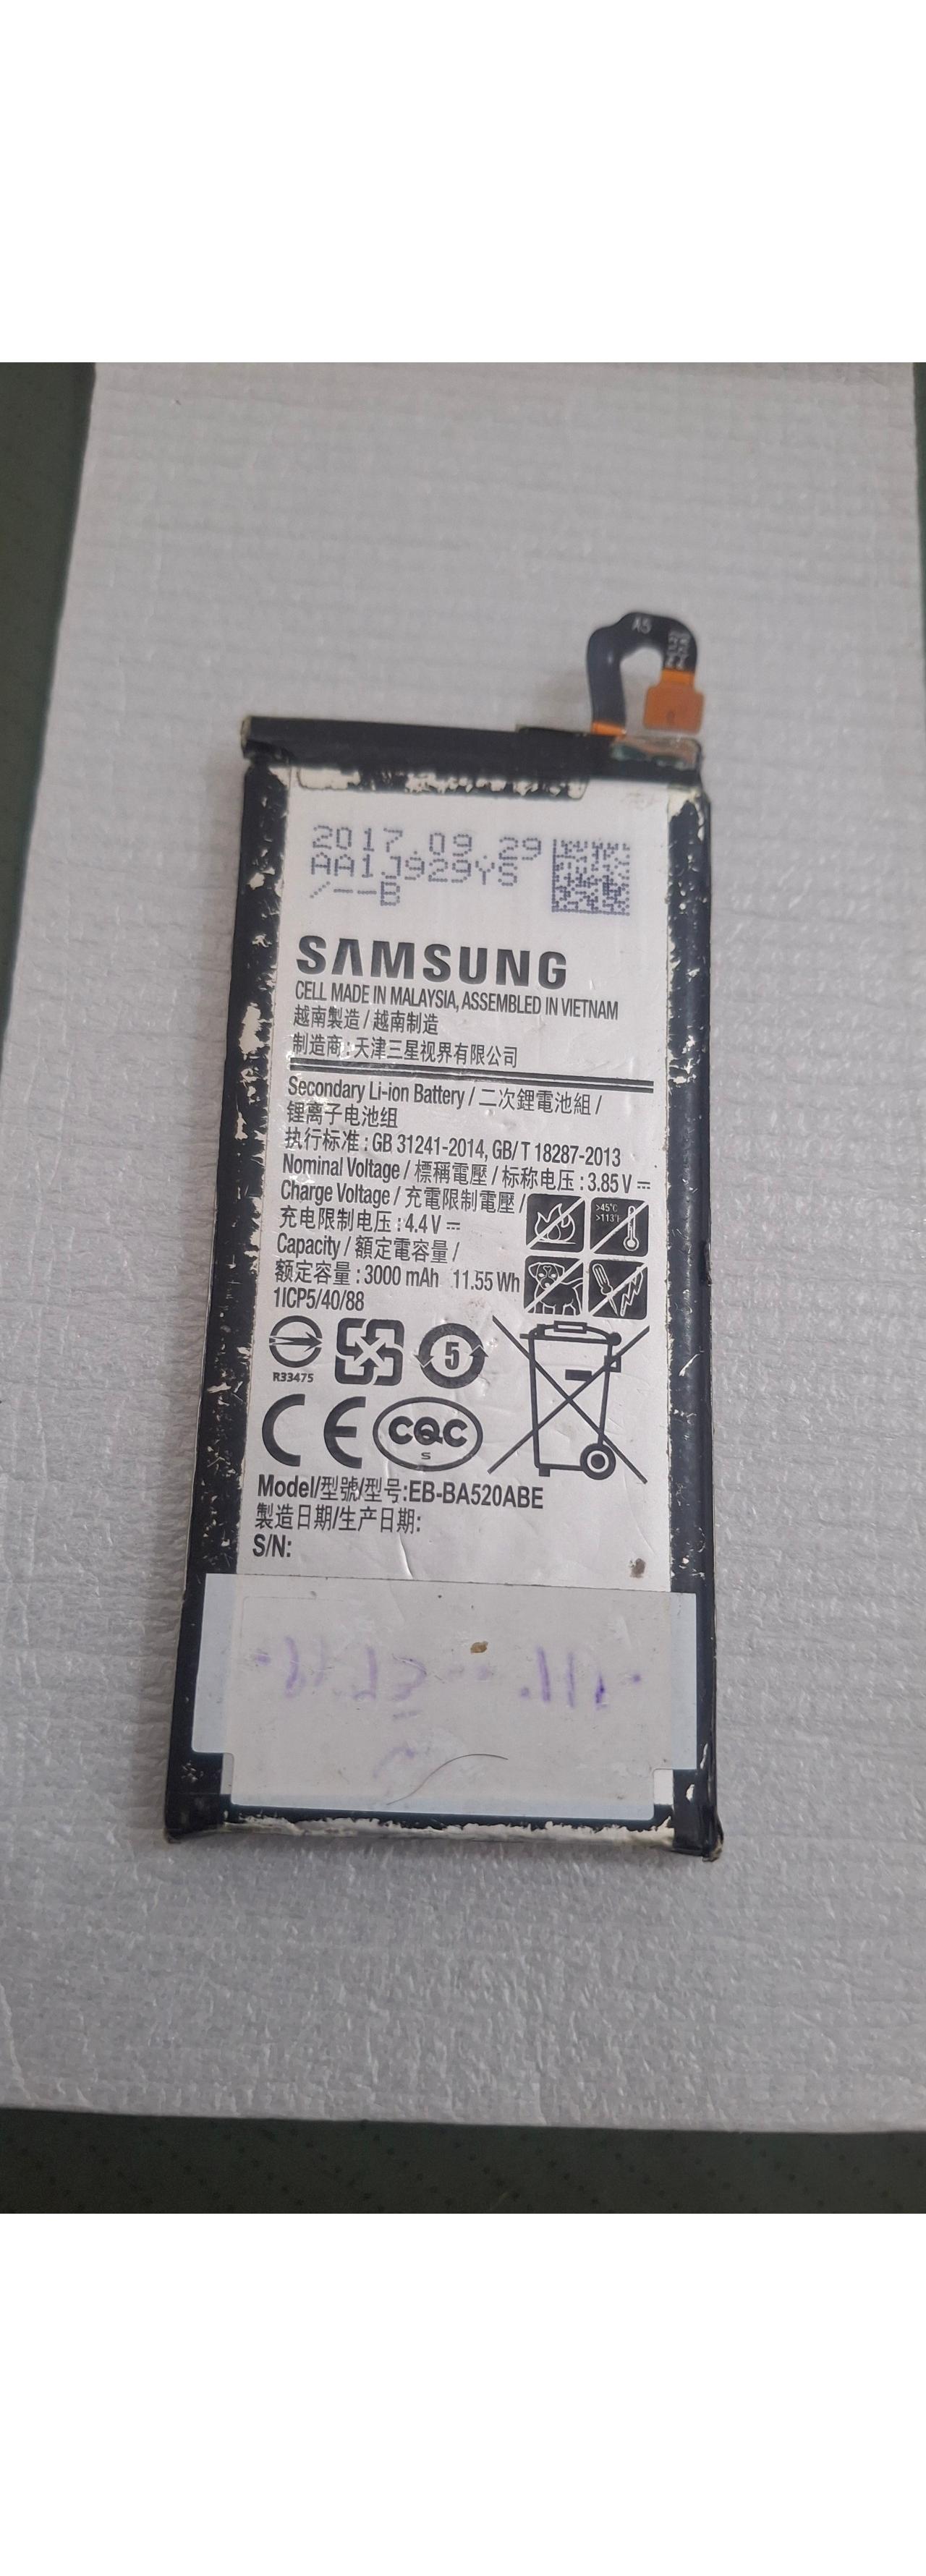 A5
2017.09.29
AA1J929YS
/--B
SAMSUNG
CELL MADE IN MALAYSIA, ASSEMBLED IN VIETNAM
越南製造 / 越南制造
制造商 : 天津三星视界有限公司
Secondary Li-ion Battery / 二次鋰電池組 /
锂离子电池组
执行标准 : GB 31241-2014, GB/T 18287-2013
Nominal Voltage / 標稱電壓 / 标称电压 : 3.85 V ⎓
Charge Voltage / 充電限制電壓 /
充电限制电压 : 4.4 V ⎓
>45°C
>113°F
Capacity / 額定電容量 /
额定容量 : 3000 mAh 11.55 Wh
1ICP5/40/88
R33475
5
CE
CQC
S
Model/型號/型号:EB-BA520ABE
製造日期/生产日期:
S/N: